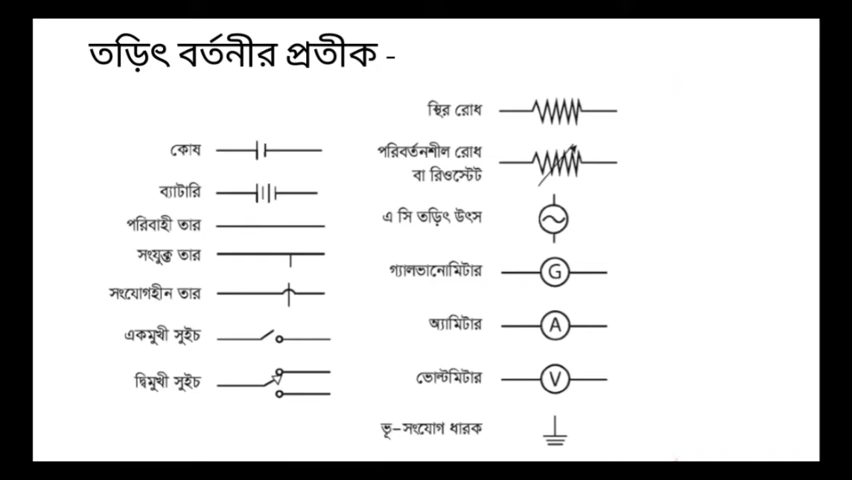 তড়িৎ বর্তনীর প্রতীক -
কোষ
ব্যাটারি
পরিবাহী তার
সংযুক্ত তার
সংযোগহীন তার
একমুখী সুইচ
দ্বিমুখী সুইচ
স্থির রোধ
পরিবর্তনশীল রোধ
বা রিওস্টেট
এ সি তড়িৎ উৎস
গ্যালভানোমিটার
G
অ্যামিটার
A
ভোল্টমিটার
V
ভূ-সংযোগ ধারক